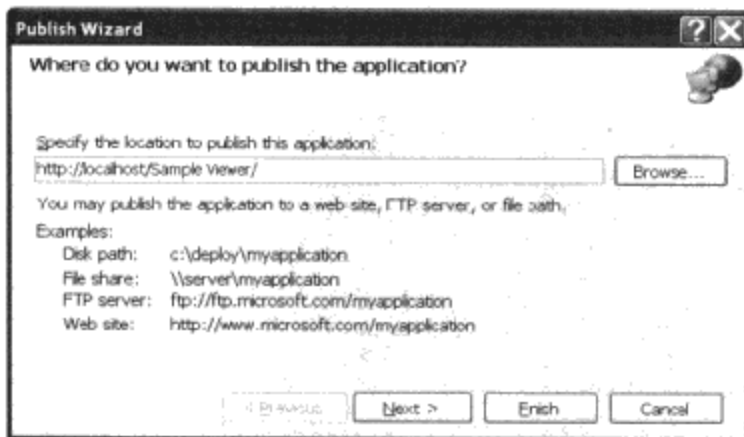 Publish Wizard
Where do you want to publish the application?
Specify the location to publish this application:
http://localhost/Sample Viewer/
Browse...
You may publish the application to a web site, FTP server, or file path.
Examples:
Disk path: c:\deploy\myapplication
File share: \\server\myapplication
FTP server: ftp://ftp.microsoft.com/myapplication
Web site: http://www.microsoft.com/myapplication
< Previous Next > Finish Cancel